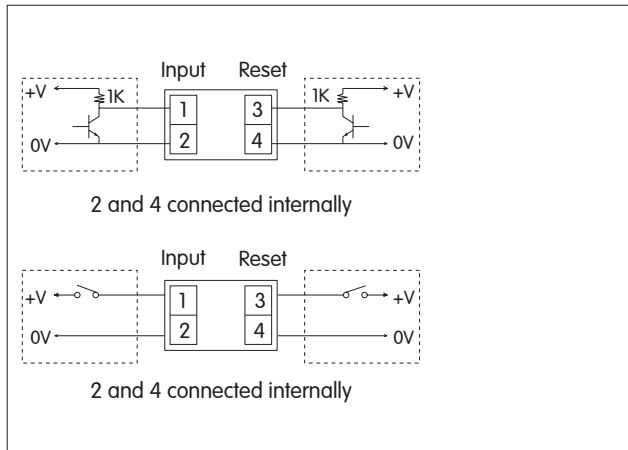 Input Reset
+V 1K 1 3 1K +V
0V 2 4 0V
2 and 4 connected internally
Input Reset
+V 1 3 +V
0V 2 4 0V
2 and 4 connected internally